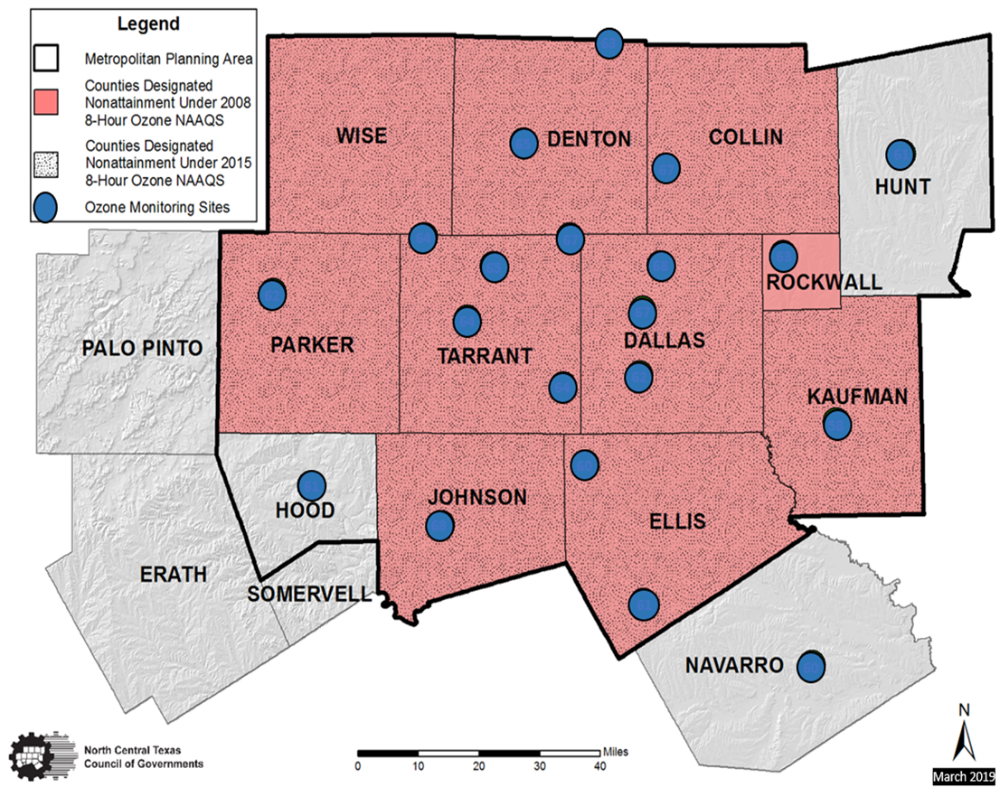 Legend
Metropolitan Planning Area
Counties Designated
Nonattainment Under 2008
8-Hour Ozone NAAQS
Counties Designated
Nonattainment Under 2015
8-Hour Ozone NAAQS
Ozone Monitoring Sites
WISE
DENTON
COLLIN
HUNT
ROCKWALL
PALO PINTO
PARKER
TARRANT
DALLAS
KAUFMAN
HOOD
JOHNSON
ELLIS
ERATH
SOMERVELL
NAVARRO
North Central Texas
Council of Governments
Miles
0 10 20 30 40
N
March 2019